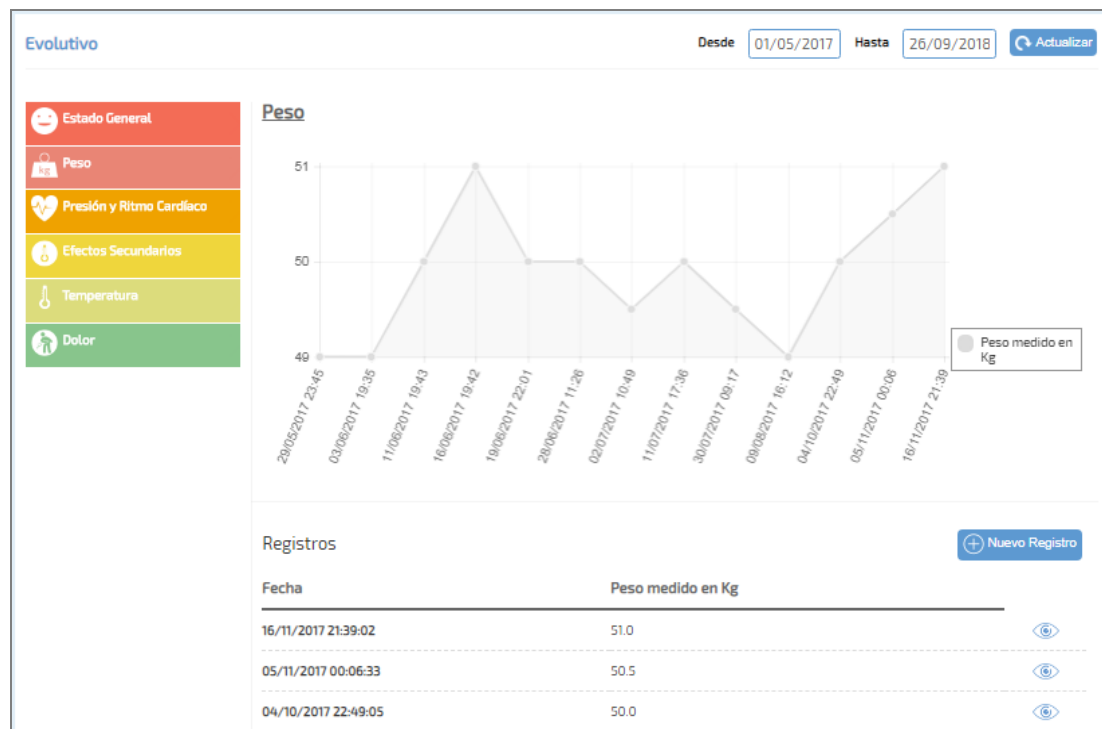 Evolutivo
Desde 01/05/2017 Hasta 26/09/2018 Actualizar
Estado General
kg Peso
Presión y Ritmo Cardíaco
Efectos Secundarios
Temperatura
Dolor
Peso
51
50
49
29/05/2017 23:45
03/06/2017 19:35
11/06/2017 19:43
16/06/2017 19:42
19/06/2017 22:01
28/06/2017 11:26
02/07/2017 10:49
11/07/2017 17:36
30/07/2017 09:17
09/08/2017 16:12
04/10/2017 22:49
05/11/2017 00:06
16/11/2017 21:39
Peso medido en
Kg
Registros
Nuevo Registro
Fecha Peso medido en Kg
16/11/2017 21:39:02 51.0
05/11/2017 00:06:33 50.5
04/10/2017 22:49:05 50.0